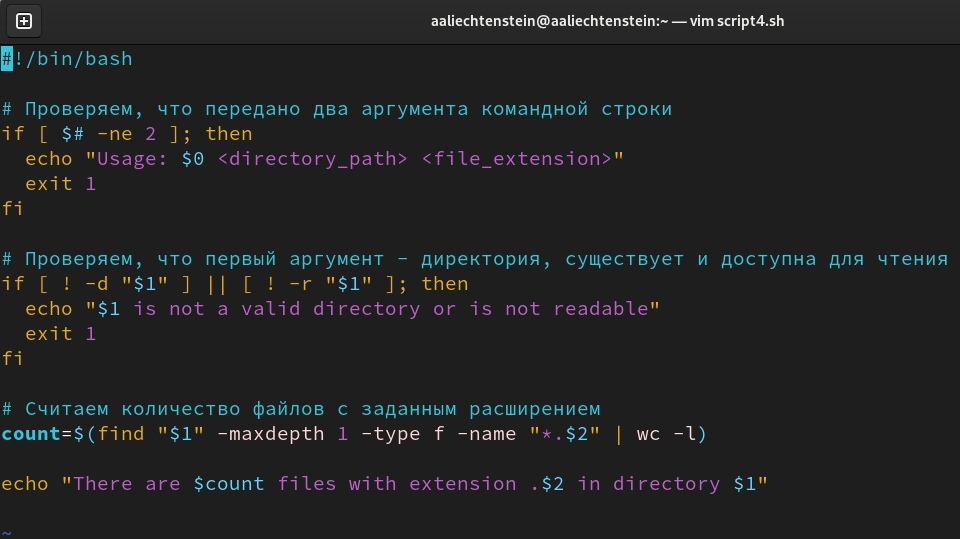 aaliechtenstein@aaliechtenstein:~ — vim script4.sh
#!/bin/bash
# Проверяем, что передано два аргумента командной строки
if [ $# -ne 2 ]; then
  echo "Usage: $0 <directory_path> <file_extension>"
  exit 1
fi
# Проверяем, что первый аргумент - директория, существует и доступна для чтения
if [ ! -d "$1" ] || [ ! -r "$1" ]; then
  echo "$1 is not a valid directory or is not readable"
  exit 1
fi
# Считаем количество файлов с заданным расширением
count=$(find "$1" -maxdepth 1 -type f -name "*.$2" | wc -l)
echo "There are $count files with extension .$2 in directory $1"
~